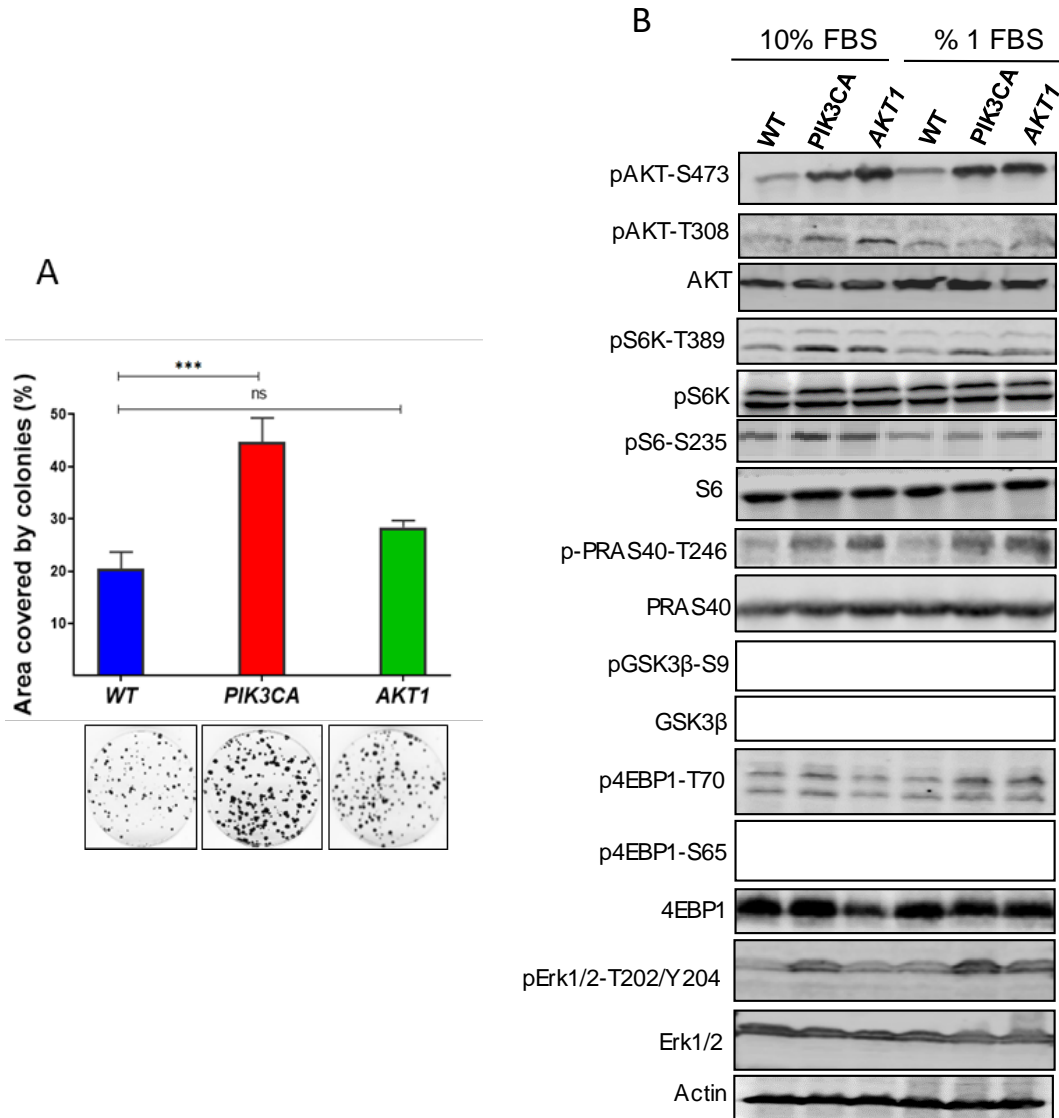 A
***
ns
Area covered by colonies (%)
50
40
30
20
10
WT PIK3CA AKT1
B
10% FBS % 1 FBS
WT PIK3CA AKT1 WT PIK3CA AKT1
pAKT-S473
pAKT-T308
AKT
pS6K-T389
pS6K
pS6-S235
S6
p-PRAS40-T246
PRAS40
pGSK3β-S9
GSK3β
p4EBP1-T70
p4EBP1-S65
4EBP1
pErk1/2-T202/Y204
Erk1/2
Actin